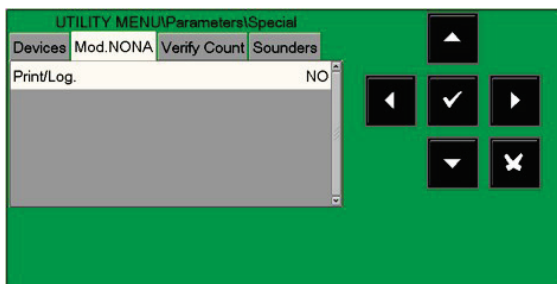 UTILITY MENU\Parameters\Special
Devices Mod.NONA Verify Count Sounders
Print/Log. NO